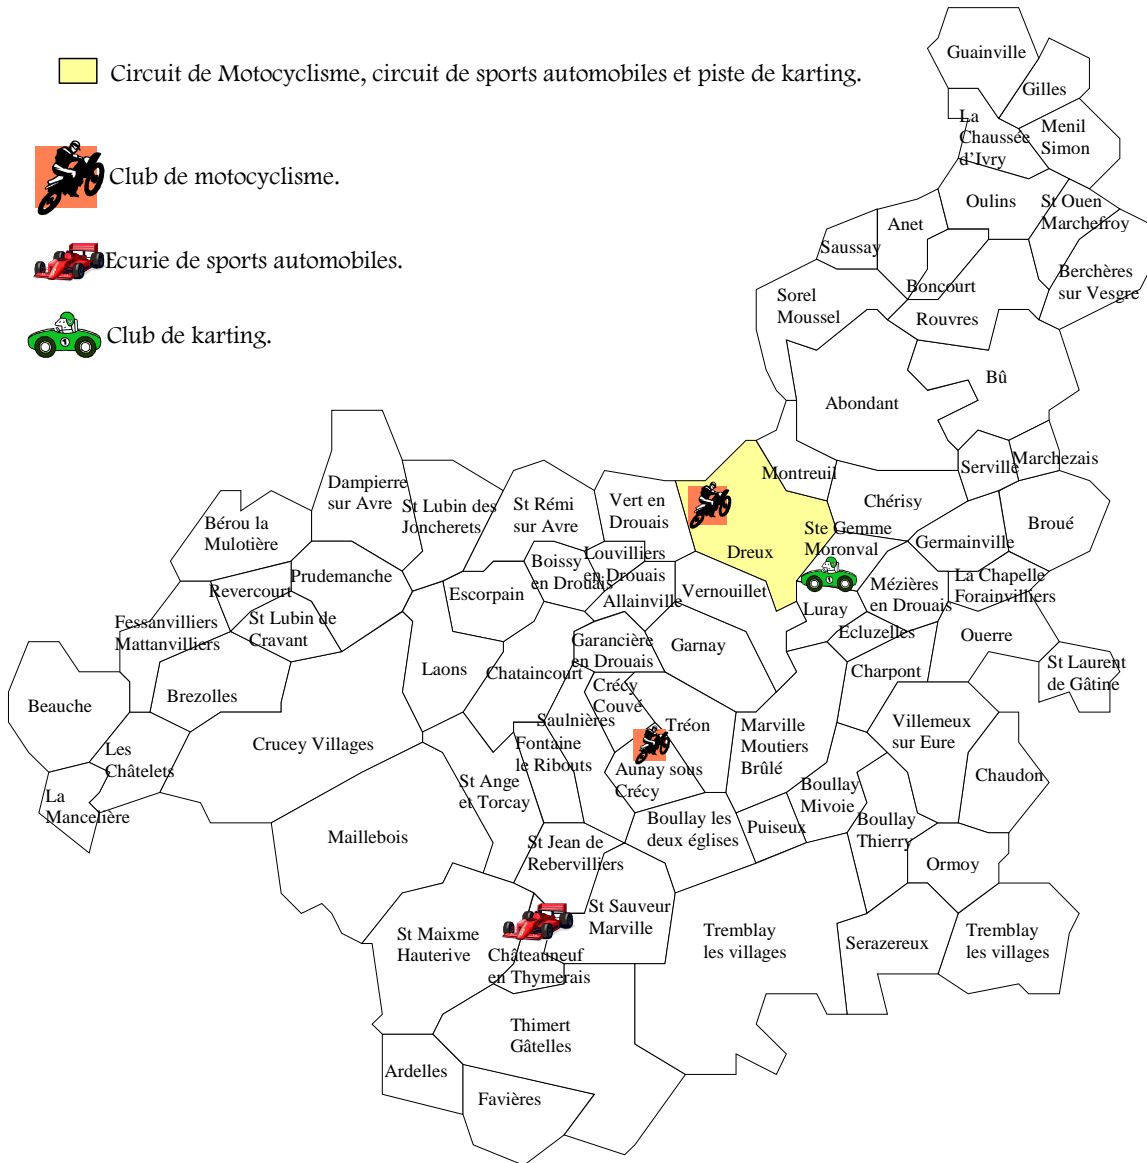 Circuit de Motocyclisme, circuit de sports automobiles et piste de karting.
Club de motocyclisme.
Ecurie de sports automobiles.
Club de karting.
Guainville
Gilles
La
Chaussée
d'Ivry
Menil
Simon
Oulins
St Ouen
Marchefroy
Anet
Saussay
Berchères
sur Vesgre
Boncourt
Sorel
Moussel
Rouvres
Bû
Abondant
Marchezais
Serville
Montreuil
Chérisy
Dampierre
sur Avre
St Lubin des
Joncherets
St Rémi
sur Avre
Vert en
Drouais
Bérou la
Mulotière
Broué
Ste Gemme
Moronval
Germainville
Dreux
Louvilliers
en Drouais
Boissy
en Drouais
Prudemanche
Revercourt
Escorpain
Allainville
Vernouillet
Mézières
en Drouais
La Chapelle
Forainvilliers
Luray
Fessanvilliers
Mattanvilliers
St Lubin de
Cravant
Ecluzelles
Ouerre
Garancière
en Drouais
Garnay
Laons
Chataincourt
Charpont
St Laurent
de Gâtine
Crécy
Couvé
Brezolles
Beauche
Saulnières
Tréon
Marville
Moutiers
Brûlé
Villemeux
sur Eure
Crucey Villages
Les
Châtelets
Fontaine
le Ribouts
Aunay sous
Crécy
St Ange
et Torcay
Boullay
Mivoie
Chaudon
La
Mancelière
Maillebois
St Jean de
Rebervilliers
Boullay les
deux églises
Puiseux
Boullay
Thierry
Ormoy
St Sauveur
Marville
St Maixme
Hauterive
Châteauneuf
en Thymerais
Tremblay
les villages
Serazereux
Tremblay
les villages
Thimert
Gâtelles
Ardelles
Favières